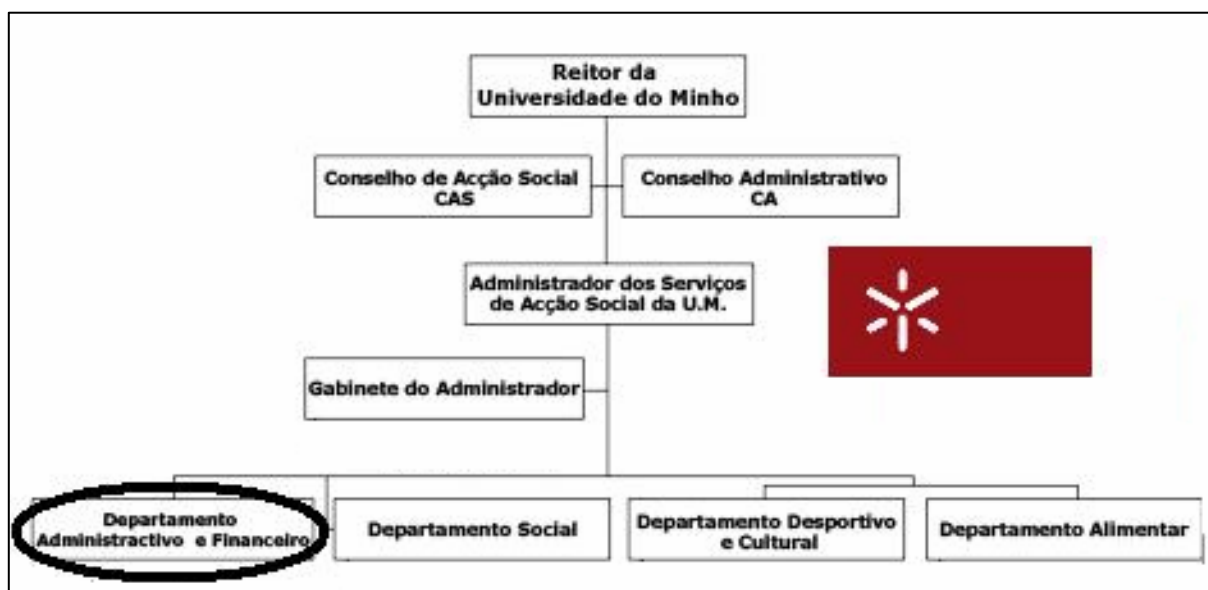 Reitor da
Universidade do Minho
Conselho de Acção Social
CAS
Conselho Administrativo
CA
Administrador dos Serviços
de Acção Social da U.M.
Gabinete do Administrador
Departamento
Administractivo e Financeiro
Departamento Social
Departamento Desportivo
e Cultural
Departamento Alimentar